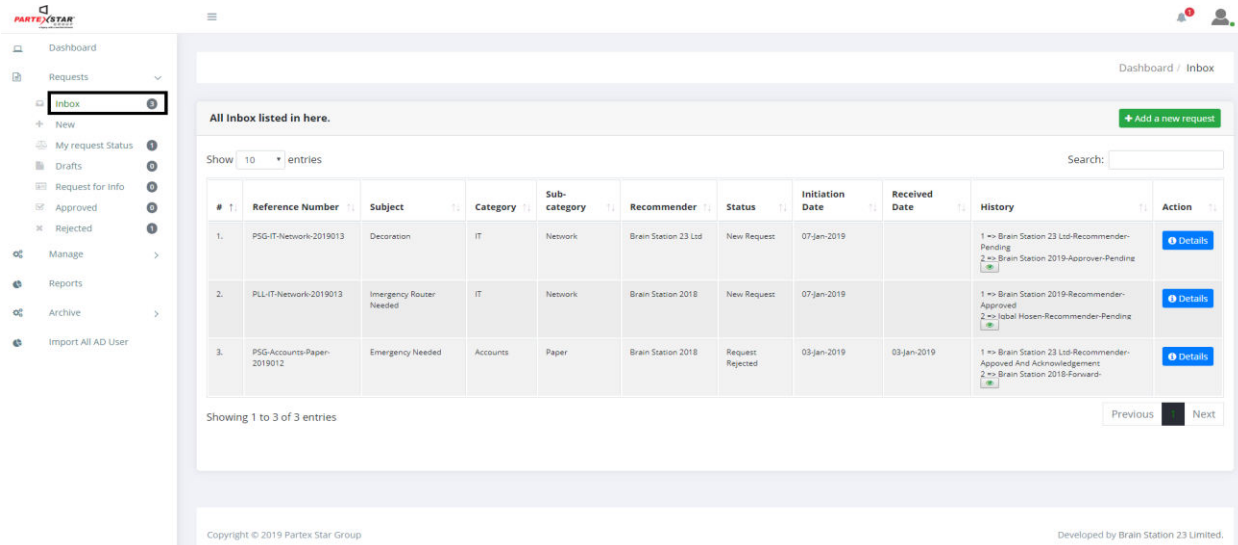 PARTEX STAR
GROUP
1
Dashboard
Requests
Inbox 3
New
My request Status 1
Drafts 0
Request for Info 0
Approved 0
Rejected 1
Manage
Reports
Archive
Import All AD User
Dashboard / Inbox
All Inbox listed in here.
+ Add a new request
Show 10 entries
Search:
# Reference Number Subject Category Sub-category Recommender Status Initiation Date Received Date History Action
1. PSG-IT-Network-2019013 Decoration IT Network Brain Station 23 Ltd New Request 07-Jan-2019 1 => Brain Station 23 Ltd-Recommender-
Pending
2 => Brain Station 2019-Approver-Pending
Details
2. PLL-IT-Network-2019013 Imergency Router Needed IT Network Brain Station 2018 New Request 07-Jan-2019 1 => Brain Station 2019-Recommender-
Approved
2 => Iqbal Hosen-Recommender-Pending
Details
3. PSG-Accounts-Paper-2019012 Emergency Needed Accounts Paper Brain Station 2018 Request Rejected 03-Jan-2019 03-Jan-2019 1 => Brain Station 23 Ltd-Recommender-
Appoved And Acknowledgement
2 => Brain Station 2018-Forward-
Details
Showing 1 to 3 of 3 entries
Previous 1 Next
Copyright © 2019 Partex Star Group
Developed by Brain Station 23 Limited.